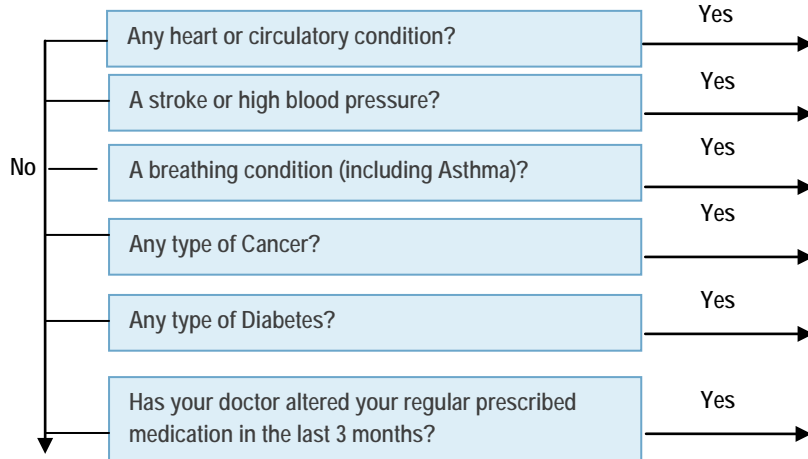 Any heart or circulatory condition?
Yes
A stroke or high blood pressure?
Yes
No
A breathing condition (including Asthma)?
Yes
Any type of Cancer?
Yes
Any type of Diabetes?
Yes
Has your doctor altered your regular prescribed
medication in the last 3 months?
Yes